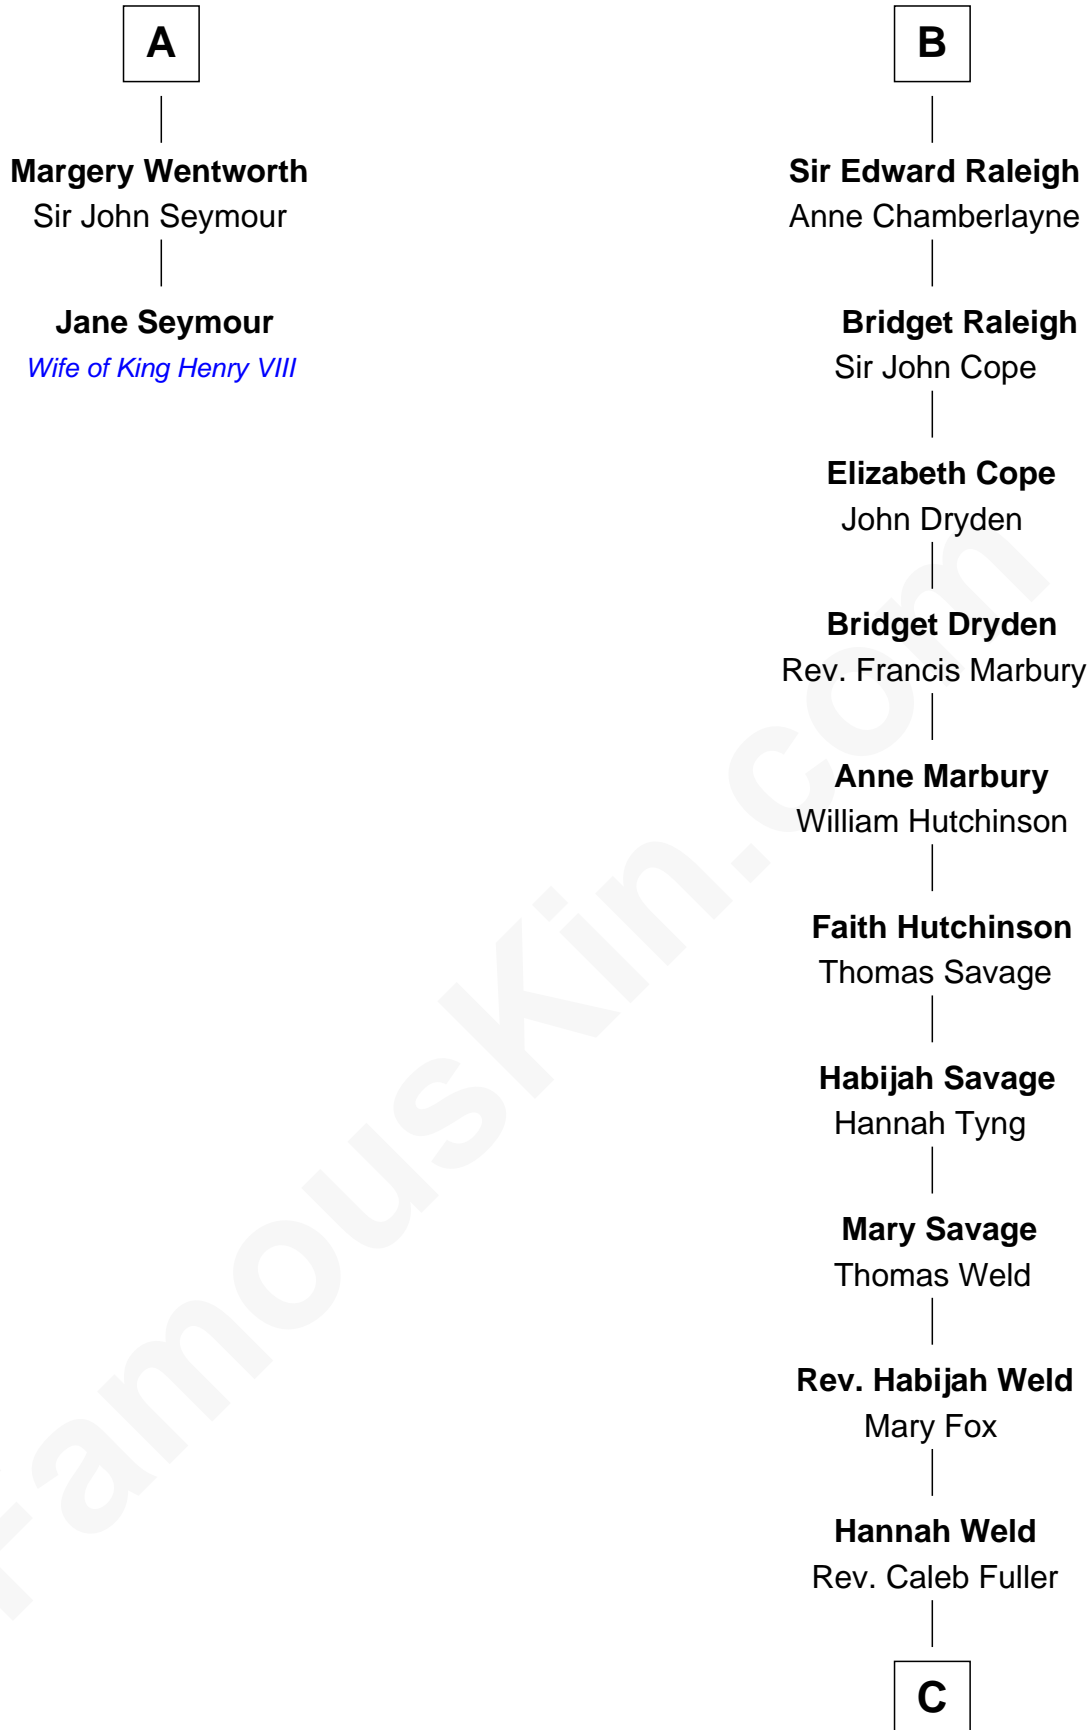 A
Margery Wentworth
Sir John Seymour
Jane Seymour
Wife of King Henry VIII
B
Sir Edward Raleigh
Anne Chamberlayne
Bridget Raleigh
Sir John Cope
Elizabeth Cope
John Dryden
Bridget Dryden
Rev. Francis Marbury
Anne Marbury
William Hutchinson
Faith Hutchinson
Thomas Savage
Habijah Savage
Hannah Tyng
Mary Savage
Thomas Weld
Rev. Habijah Weld
Mary Fox
Hannah Weld
Rev. Caleb Fuller
C
FamousKin.com